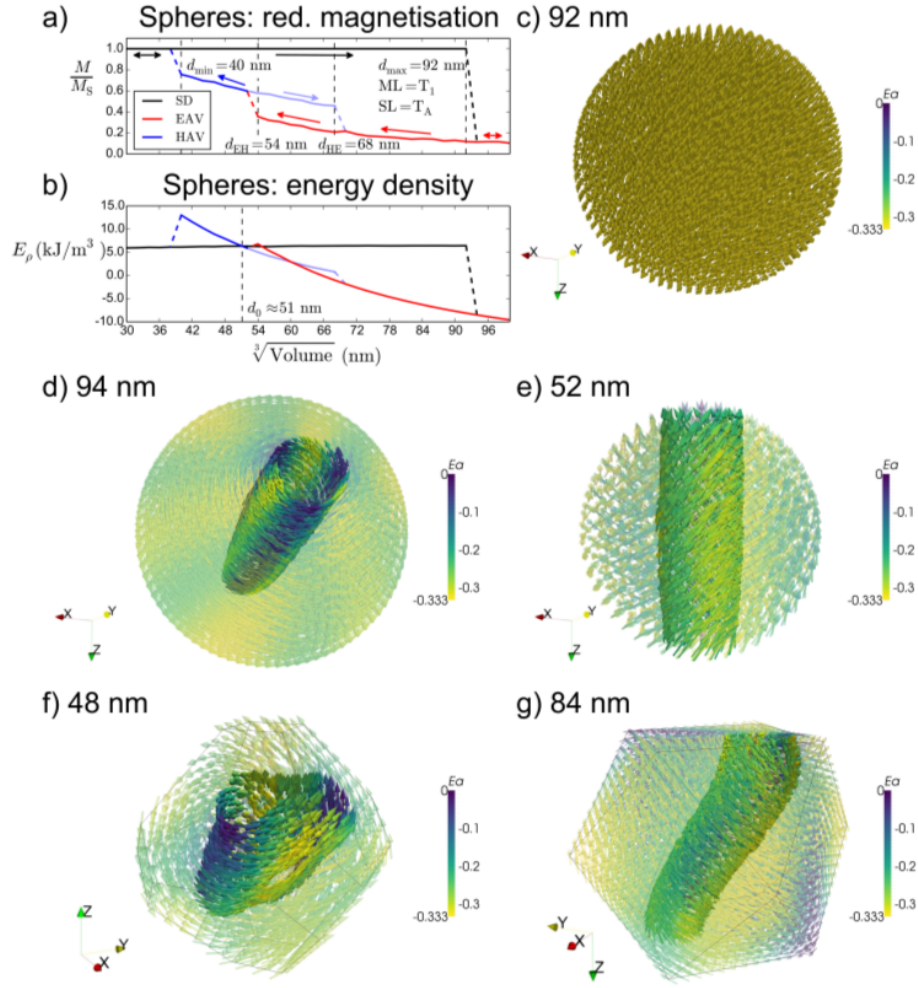 a) Spheres: red. magnetisation
M
M_S
1.0
0.8
0.6
0.4
0.2
0.0
d_min=40 nm
d_max=92 nm
ML=T_1
SL=T_A
SD
EAV
HAV
d_EH=54 nm
d_HE=68 nm
b) Spheres: energy density
E_ρ(kJ/m³)
15.0
10.0
5.0
0.0
-5.0
-10.0
d_0≈51 nm
30 36 42 48 54 60 66 72 78 84 90 96
∛Volume (nm)
c) 92 nm
Ea
0
-0.1
-0.2
-0.3
-0.333
X
Y
Z
d) 94 nm
Ea
0
-0.1
-0.2
-0.3
-0.333
X
Y
Z
e) 52 nm
Ea
0
-0.1
-0.2
-0.3
-0.333
X
Y
Z
f) 48 nm
Ea
0
-0.1
-0.2
-0.3
-0.333
Z
Y
X
g) 84 nm
Ea
0
-0.1
-0.2
-0.3
-0.333
Y
X
Z